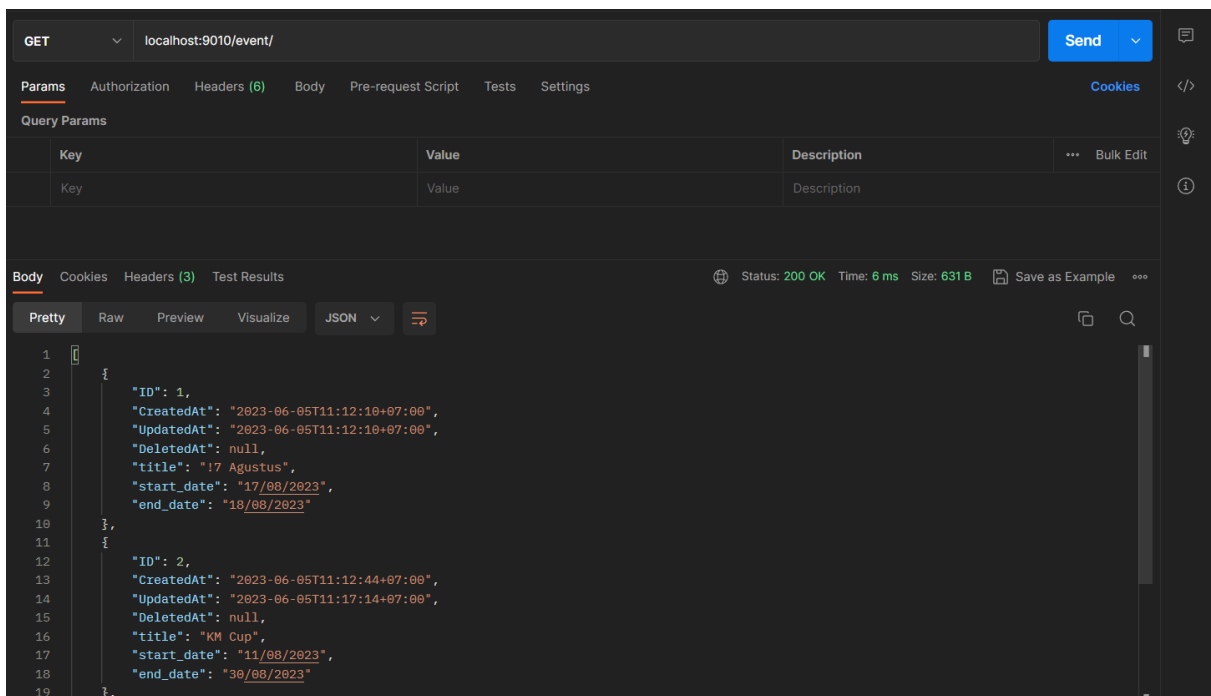 GET localhost:9010/event/ Send
Params Authorization Headers (6) Body Pre-request Script Tests Settings Cookies
Query Params
Key Value Description ••• Bulk Edit
Key Value Description
Body Cookies Headers (3) Test Results Status: 200 OK Time: 6 ms Size: 631 B Save as Example
Pretty Raw Preview Visualize JSON
1 [
2 {
3 "ID": 1,
4 "CreatedAt": "2023-06-05T11:12:10+07:00",
5 "UpdatedAt": "2023-06-05T11:12:10+07:00",
6 "DeletedAt": null,
7 "title": "!7 Agustus",
8 "start_date": "17/08/2023",
9 "end_date": "18/08/2023"
10 },
11 {
12 "ID": 2,
13 "CreatedAt": "2023-06-05T11:12:44+07:00",
14 "UpdatedAt": "2023-06-05T11:17:14+07:00",
15 "DeletedAt": null,
16 "title": "KM Cup",
17 "start_date": "11/08/2023",
18 "end_date": "30/08/2023"
19 },